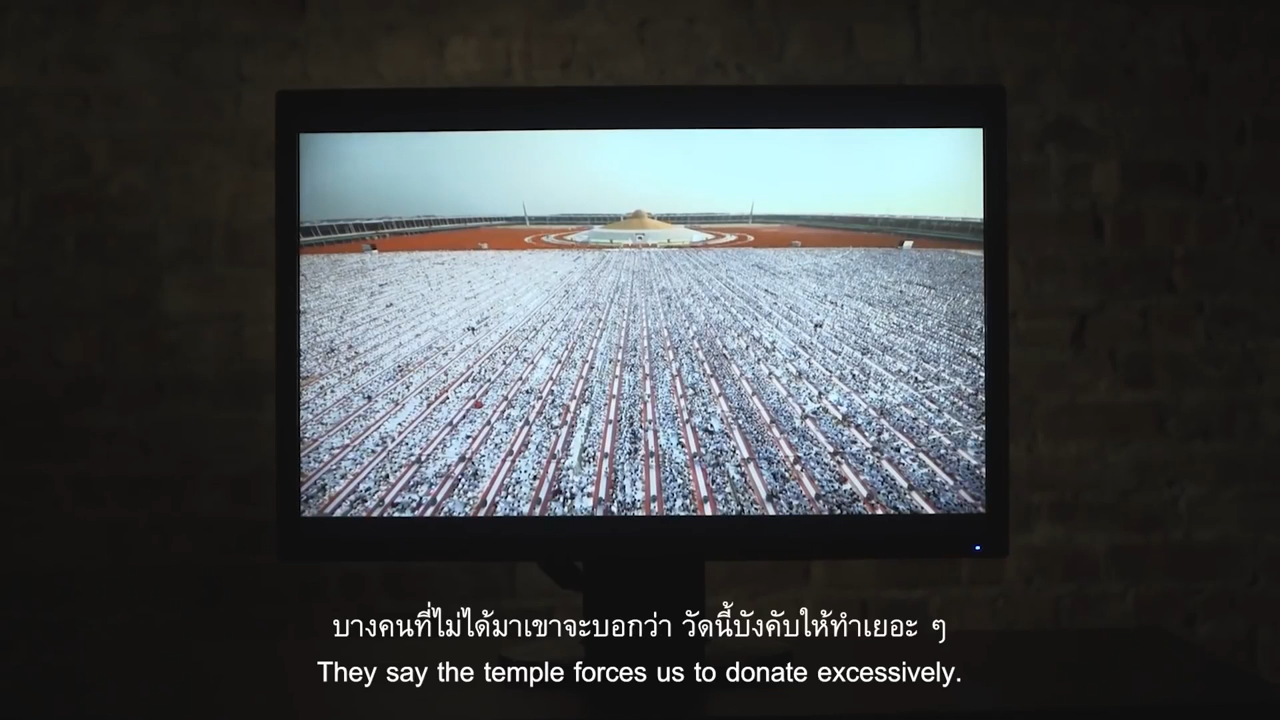 บางคนที่ไม่ได้มาเขาจะบอกว่า วัดนี้บังคับให้ทำเยอะ ๆ
They say the temple forces us to donate excessively.